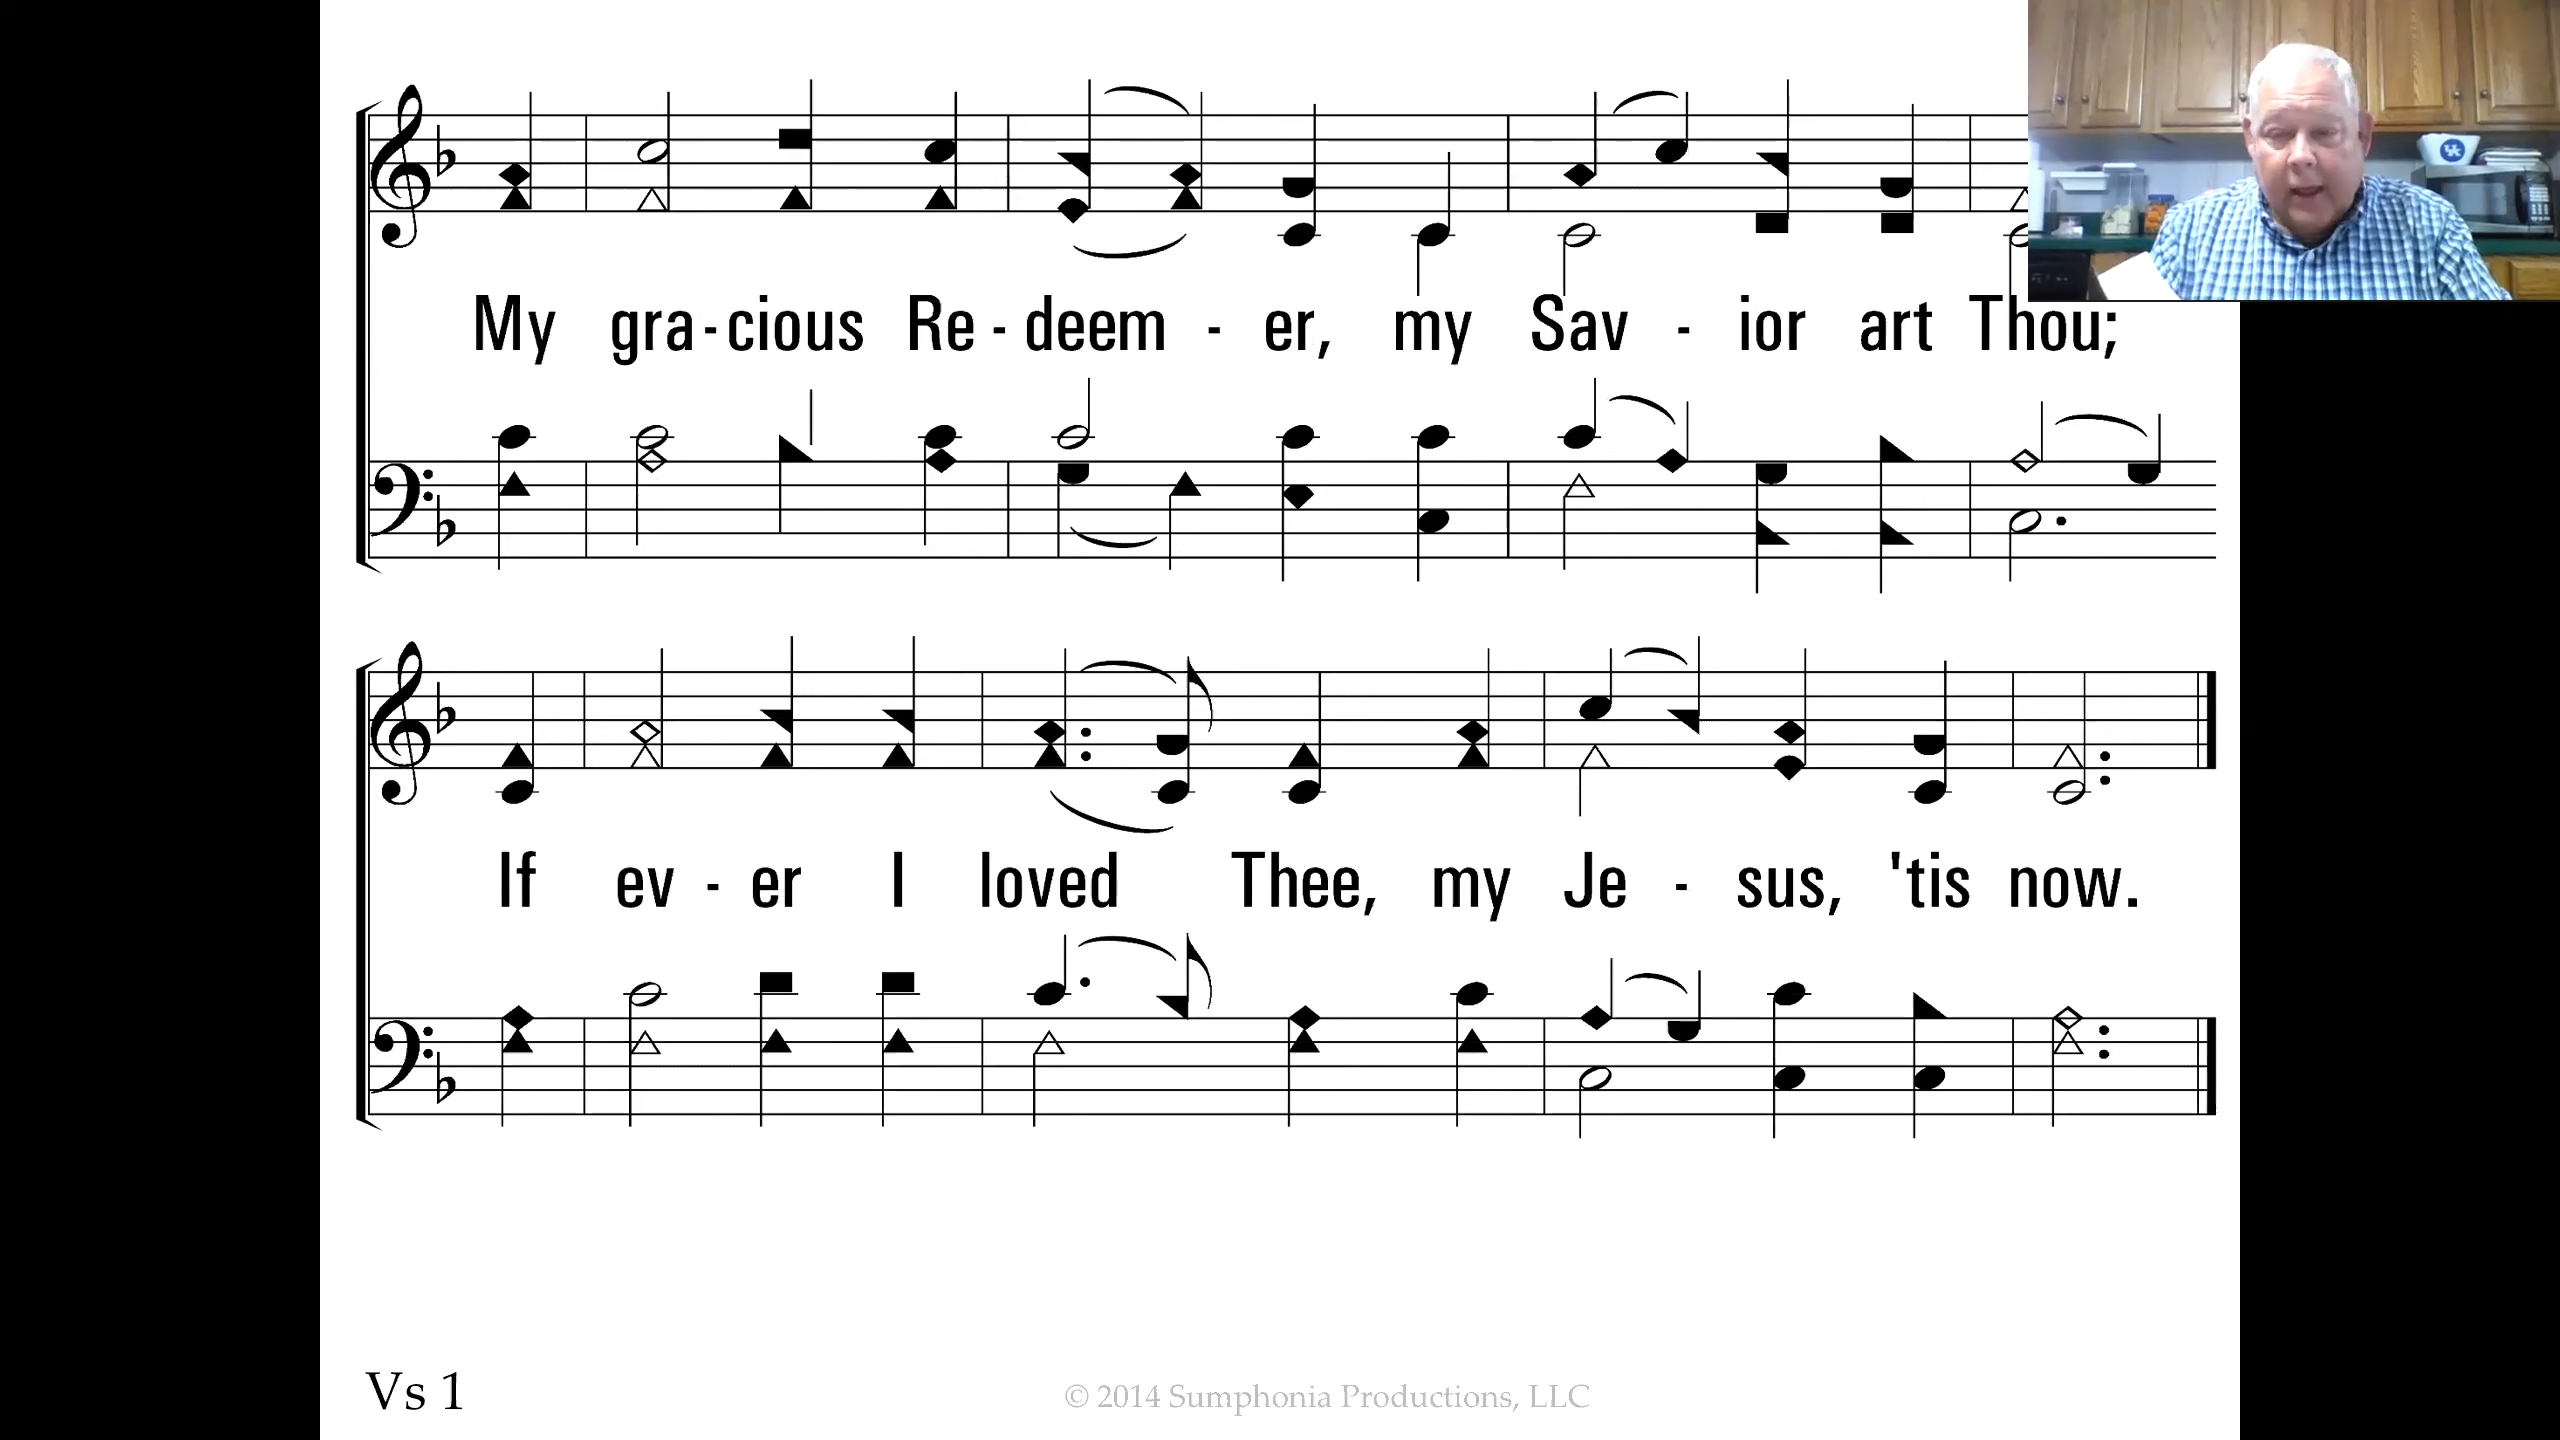 My gra - cious Re - deem - er, my Sav - ior art Thou;
If ev - er I loved Thee, my Je - sus, 'tis now.
Vs 1
© 2014 Sumphonia Productions, LLC
UK